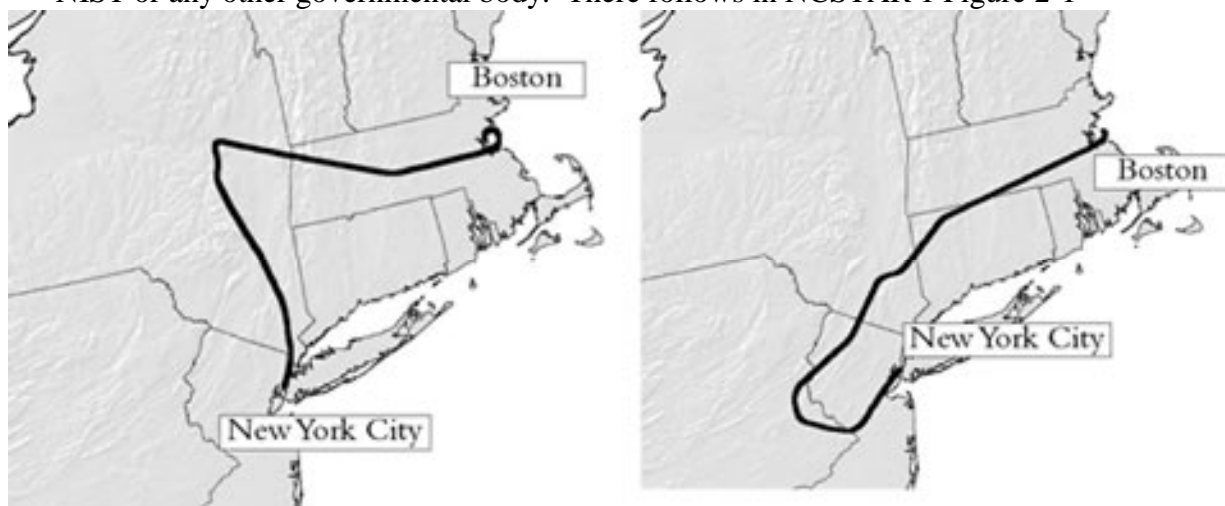 NIST or any other governmental body. There follows in NCSTAR 1 Figure 2-1
Boston
New York City
Boston
New York City